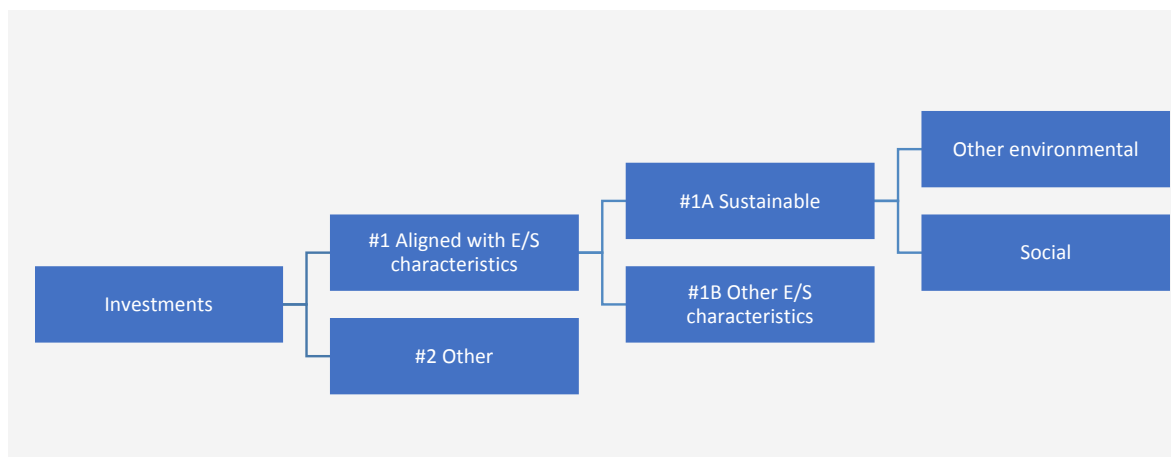 Other environmental
#1A Sustainable
#1 Aligned with E/S
characteristics
Social
Investments
#1B Other E/S
characteristics
#2 Other